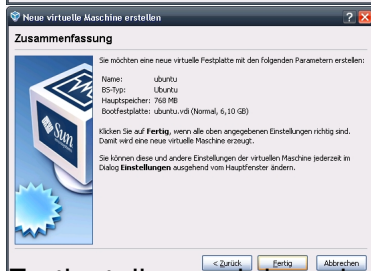 Neue virtuelle Maschine erstellen
Zusammenfassung
Sie möchten eine neue virtuelle Festplatte mit den folgenden Parametern erstellen:
Name: ubuntu
BS-Typ: Ubuntu
Hauptspeicher: 768 MB
Bootfestplatte: ubuntu.vdi (Normal, 6,10 GB)
Klicken Sie auf Fertig, wenn alle oben angegebenen Einstellungen richtig sind.
Damit wird eine neue virtuelle Maschine erzeugt.
Sie können diese und andere Einstellungen der virtuellen Maschine jederzeit im
Dialog Einstellungen ausgehend vom Hauptfenster ändern.
Sun
< Zurück Fertig Abbrechen